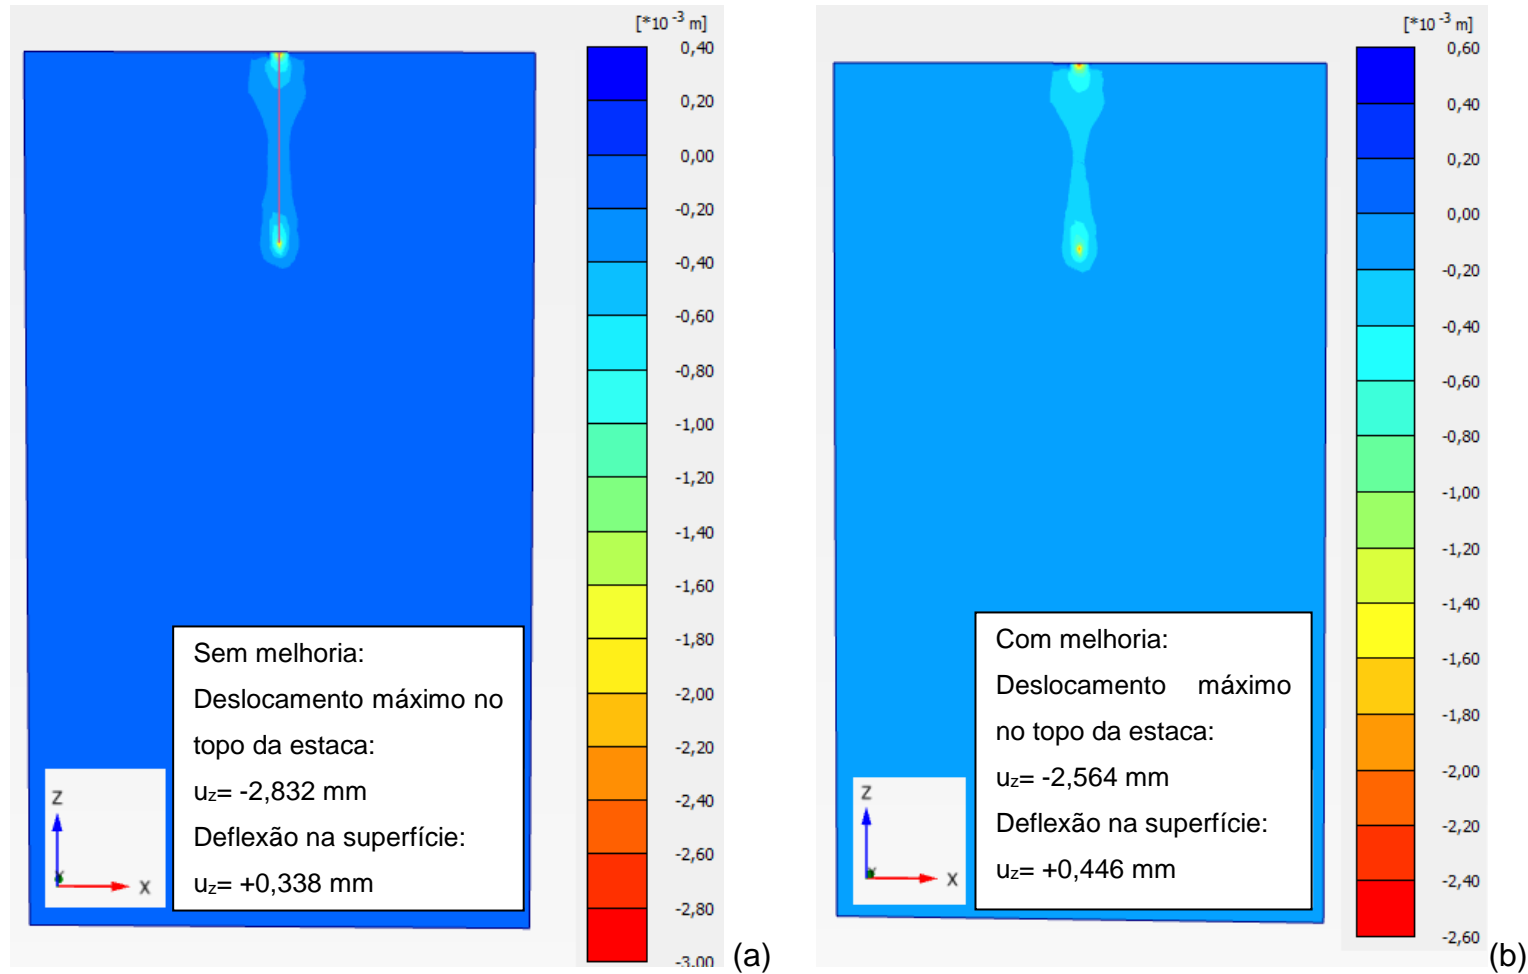 [*10 -3 m]
0,40
0,20
0,00
-0,20
-0,40
-0,60
-0,80
-1,00
-1,20
-1,40
-1,60
-1,80
-2,00
-2,20
-2,40
-2,60
-2,80
-3,00
Sem melhoria:
Deslocamento máximo no
topo da estaca:
uz= -2,832 mm
Deflexão na superfície:
uz= +0,338 mm
Z
Y
X
(a)
[*10 -3 m]
0,60
0,40
0,20
0,00
-0,20
-0,40
-0,60
-0,80
-1,00
-1,20
-1,40
-1,60
-1,80
-2,00
-2,20
-2,40
-2,60
Com melhoria:
Deslocamento máximo
no topo da estaca:
uz= -2,564 mm
Deflexão na superfície:
uz= +0,446 mm
Z
Y
X
(b)